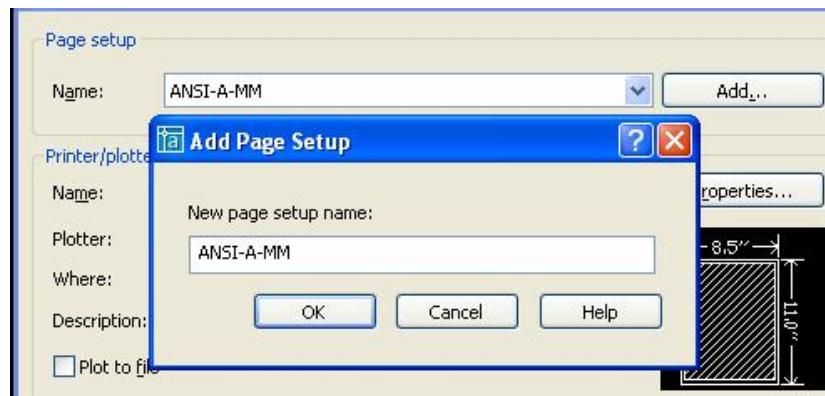 Page setup
Name: ANSI-A-MM Add...
Add Page Setup
Printer/plotte
Name: roperties...
New page setup name:
Plotter: 8.5″
ANSI-A-MM
Where:
11.0″
Description: OK Cancel Help
Plot to file